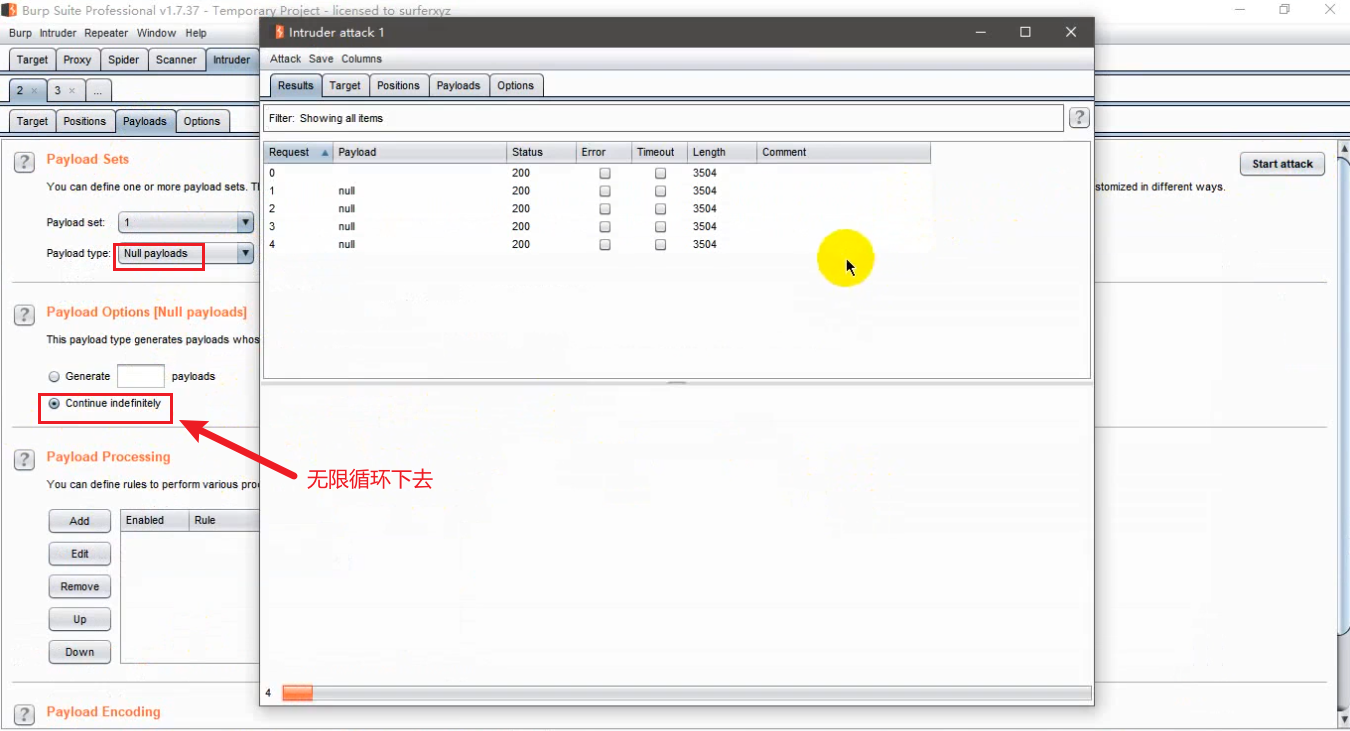 Burp Suite Professional v1.7.37 - Temporary Project - licensed to surferxyz
Burp Intruder Repeater Window Help
Target Proxy Spider Scanner Intruder
2 × 3 × ...
Target Positions Payloads Options
Payload Sets
You can define one or more payload sets.
stomized in different ways.
Start attack
Payload set: 1
Payload type: Null payloads
Payload Options [Null payloads]
This payload type generates payloads whos
Generate payloads
Continue indefinitely
Payload Processing
You can define rules to perform various pro
Add
Edit
Remove
Up
Down
Enabled Rule
Payload Encoding
无限循环下去
Intruder attack 1
Attack Save Columns
Results Target Positions Payloads Options
Filter: Showing all items
?
Request Payload Status Error Timeout Length Comment
0 200 3504
1 null 200 3504
2 null 200 3504
3 null 200 3504
4 null 200 3504
4